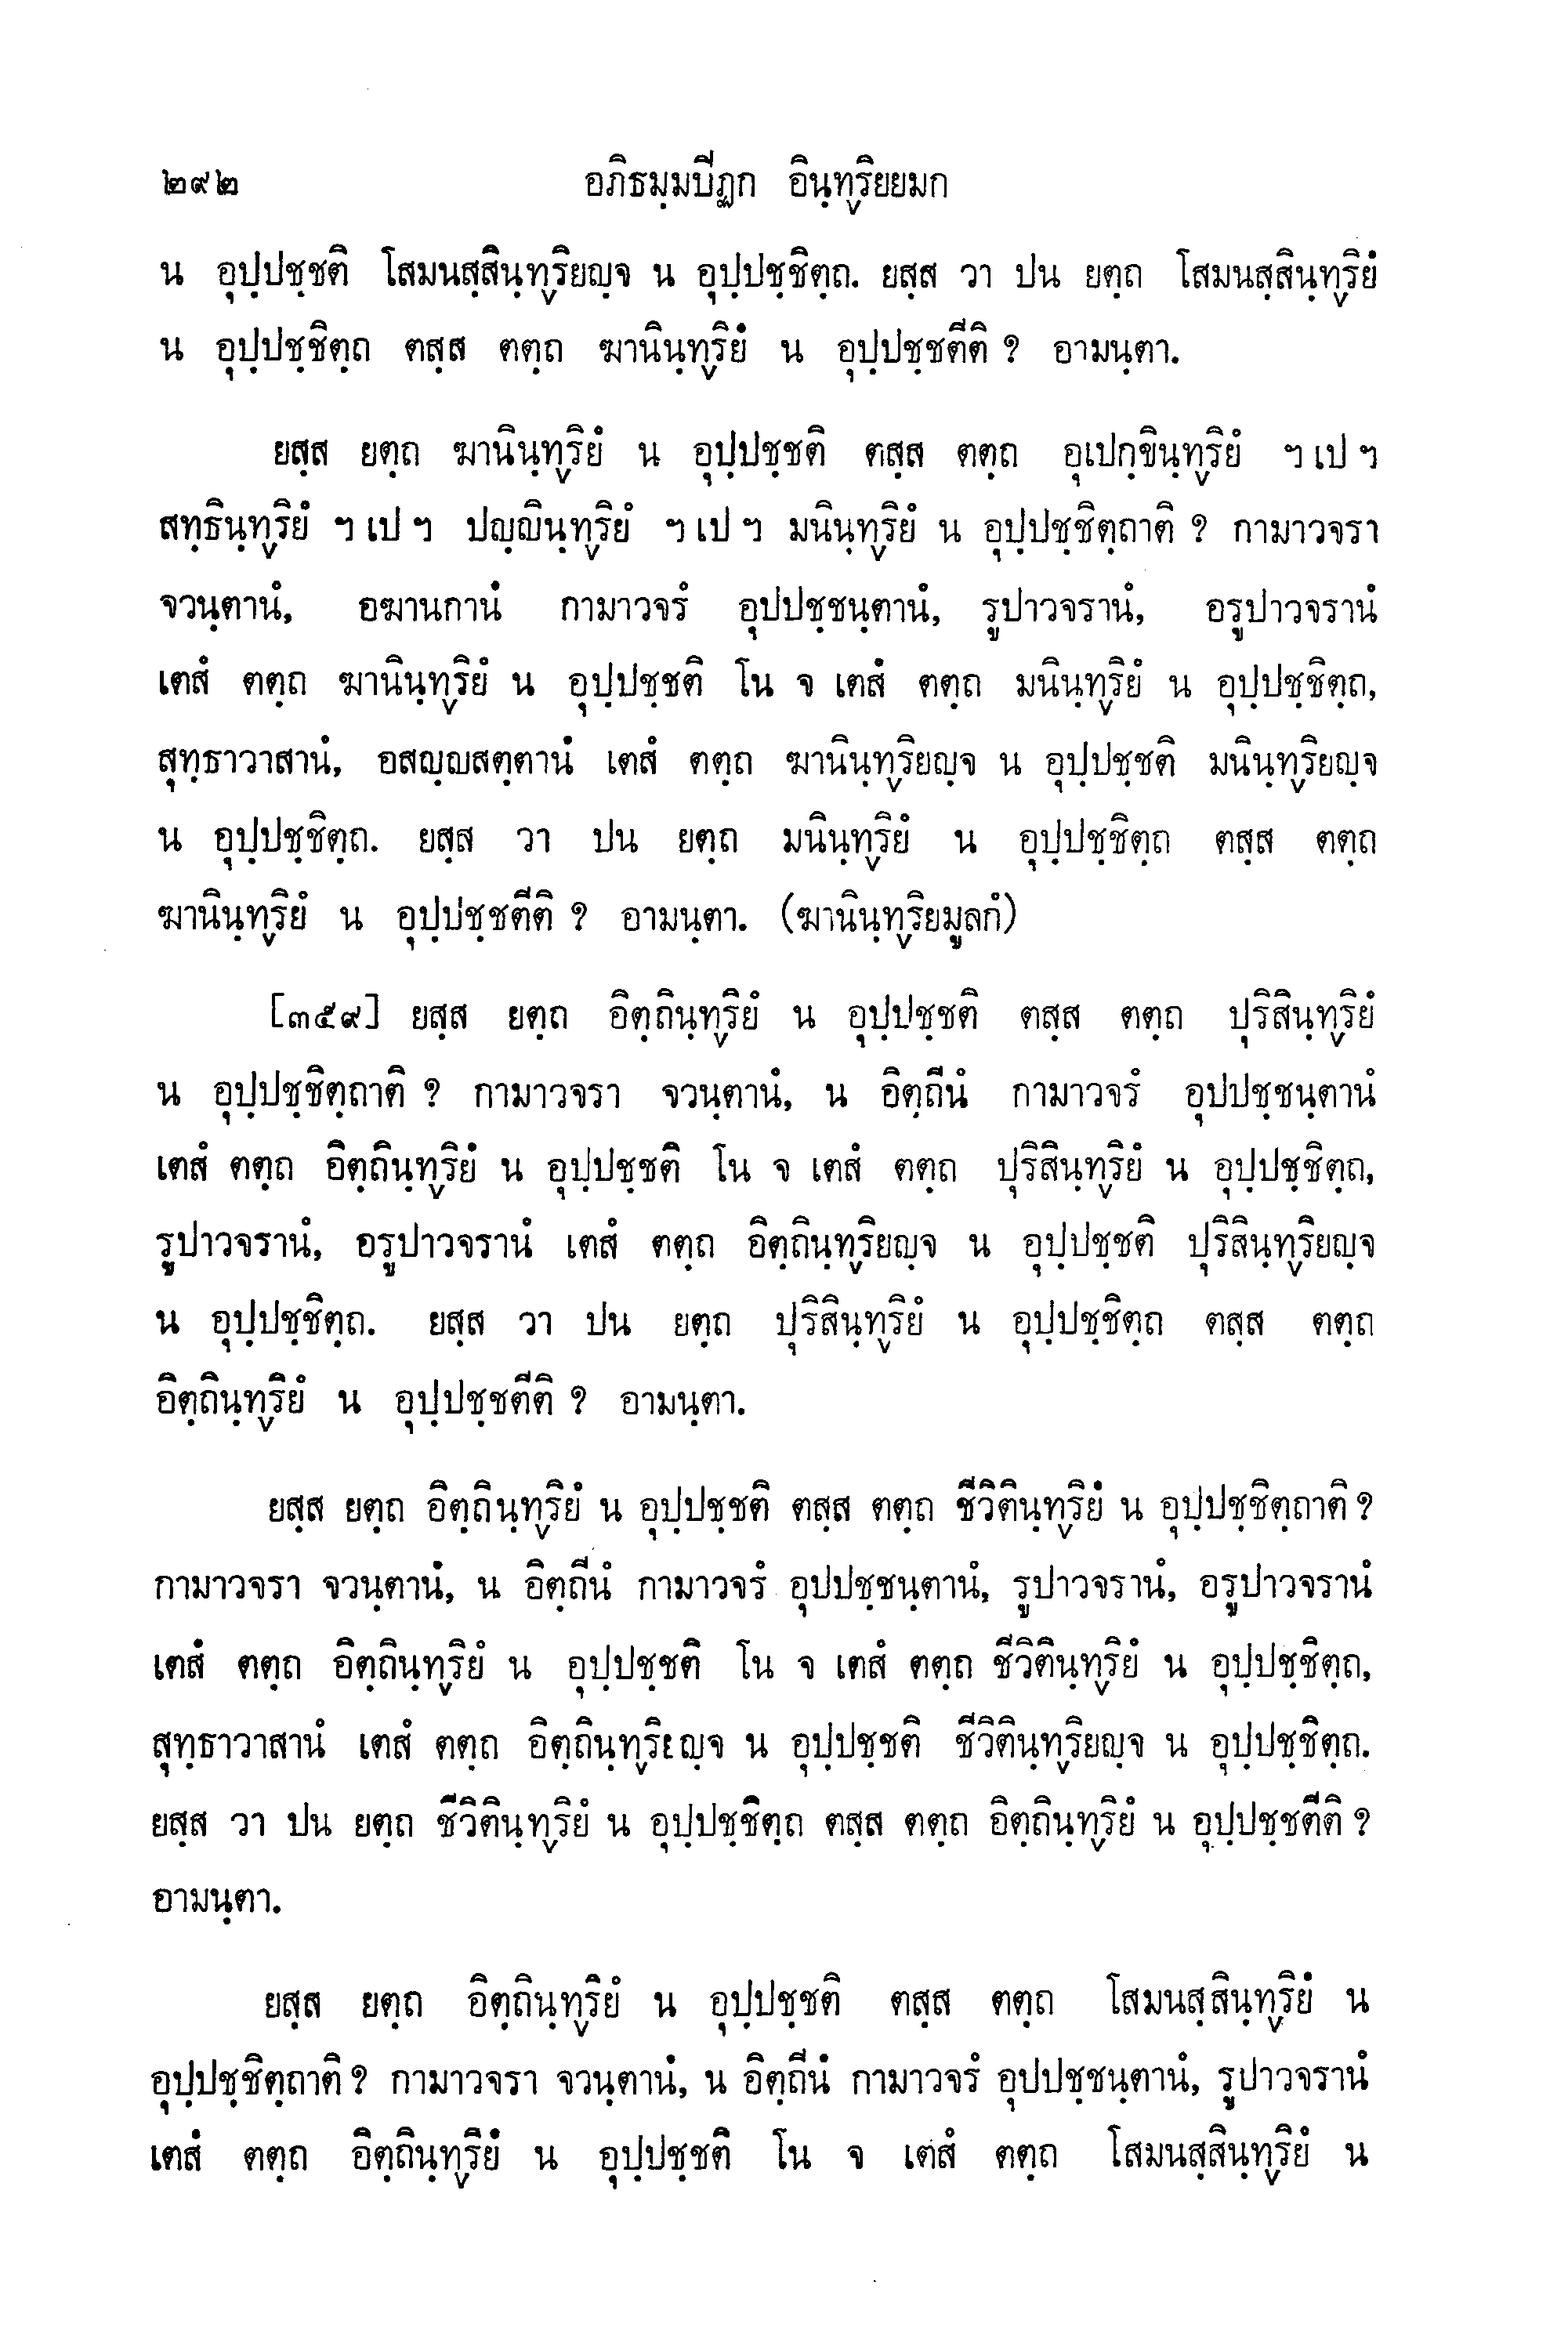 ๒๙๒ อภิธมฺมปิฏก อินฺทฺริยยมก
น อุปฺปชฺชติ โสมนสฺสินฺทฺริยญฺจ น อุปฺปชฺชิตฺถ. ยสฺส วา ปน ยตฺถ โสมนสฺสินฺทฺริยํ
น อุปฺปชฺชิตฺถ ตสฺส ตตฺถ ฆานินฺทฺริยํ น อุปฺปชฺชตีติ ? อามนฺตา.
ยสฺส ยตฺถ ฆานินฺทฺริยํ น อุปฺปชฺชติ ตสฺส ตตฺถ อุเปกฺขินฺทฺริยํ ฯ เป ฯ
สทฺธินฺทฺริยํ ฯ เป ฯ ปญฺญินฺทฺริยํ ฯ เป ฯ มนินฺทฺริยํ น อุปฺปชฺชิตฺถาติ ? กามาวจรา
จวนฺตานํ, อฆานกานํ กามาวจรํ อุปปชฺชนฺตานํ, รูปาวจรานํ, อรูปาวจรานํ
เตสํ ตตฺถ ฆานินฺทฺริยํ น อุปฺปชฺชติ โน จ เตสํ ตตฺถ มนินฺทฺริยํ น อุปฺปชฺชิตฺถ,
สุทฺธาวาสานํ, อสญฺญสตฺตานํ เตสํ ตตฺถ ฆานินฺทฺริยญฺจ น อุปฺปชฺชติ มนินฺทฺริยญฺจ
น อุปฺปชฺชิตฺถ. ยสฺส วา ปน ยตฺถ มนินฺทฺริยํ น อุปฺปชฺชิตฺถ ตสฺส ตตฺถ
ฆานินฺทฺริยํ น อุปฺปชฺชตีติ ? อามนฺตา. (ฆานินฺทฺริยมูลกํ)
[๓๕๙] ยสฺส ยตฺถ อิตฺถินฺทฺริยํ น อุปฺปชฺชติ ตสฺส ตตฺถ ปุริสินฺทฺริยํ
น อุปฺปชฺชิตฺถาติ ? กามาวจรา จวนฺตานํ, น อิตฺถีนํ กามาวจรํ อุปปชฺชนฺตานํ
เตสํ ตตฺถ อิตฺถินฺทฺริยํ น อุปฺปชฺชติ โน จ เตสํ ตตฺถ ปุริสินฺทฺริยํ น อุปฺปชฺชิตฺถ,
รูปาวจรานํ, อรูปาวจรานํ เตสํ ตตฺถ อิตฺถินฺทฺริยญฺจ น อุปฺปชฺชติ ปุริสินฺทฺริยญฺจ
น อุปฺปชฺชิตฺถ. ยสฺส วา ปน ยตฺถ ปุริสินฺทฺริยํ น อุปฺปชฺชิตฺถ ตสฺส ตตฺถ
อิตฺถินฺทฺริยํ น อุปฺปชฺชตีติ ? อามนฺตา.
ยสฺส ยตฺถ อิตฺถินฺทฺริยํ น อุปฺปชฺชติ ตสฺส ตตฺถ ชีวิตินฺทฺริยํ น อุปฺปชฺชิตฺถาติ ?
กามาวจรา จวนฺตานํ, น อิตฺถีนํ กามาวจรํ อุปปชฺชนฺตานํ, รูปาวจรานํ, อรูปาวจรานํ
เตสํ ตตฺถ อิตฺถินฺทฺริยํ น อุปฺปชฺชติ โน จ เตสํ ตตฺถ ชีวิตินฺทฺริยํ น อุปฺปชฺชิตฺถ,
สุทฺธาวาสานํ เตสํ ตตฺถ อิตฺถินฺทฺริยญฺจ น อุปฺปชฺชติ ชีวิตินฺทฺริยญฺจ น อุปฺปชฺชิตฺถ.
ยสฺส วา ปน ยตฺถ ชีวิตินฺทฺริยํ น อุปฺปชฺชิตฺถ ตสฺส ตตฺถ อิตฺถินฺทฺริยํ น อุปฺปชฺชตีติ ?
อามนฺตา.
ยสฺส ยตฺถ อิตฺถินฺทฺริยํ น อุปฺปชฺชติ ตสฺส ตตฺถ โสมนสฺสินฺทฺริยํ น
อุปฺปชฺชิตฺถาติ ? กามาวจรา จวนฺตานํ, น อิตฺถีนํ กามาวจรํ อุปปชฺชนฺตานํ, รูปาวจรานํ
เตสํ ตตฺถ อิตฺถินฺทฺริยํ น อุปฺปชฺชติ โน จ เตสํ ตตฺถ โสมนสฺสินฺทฺริยํ น